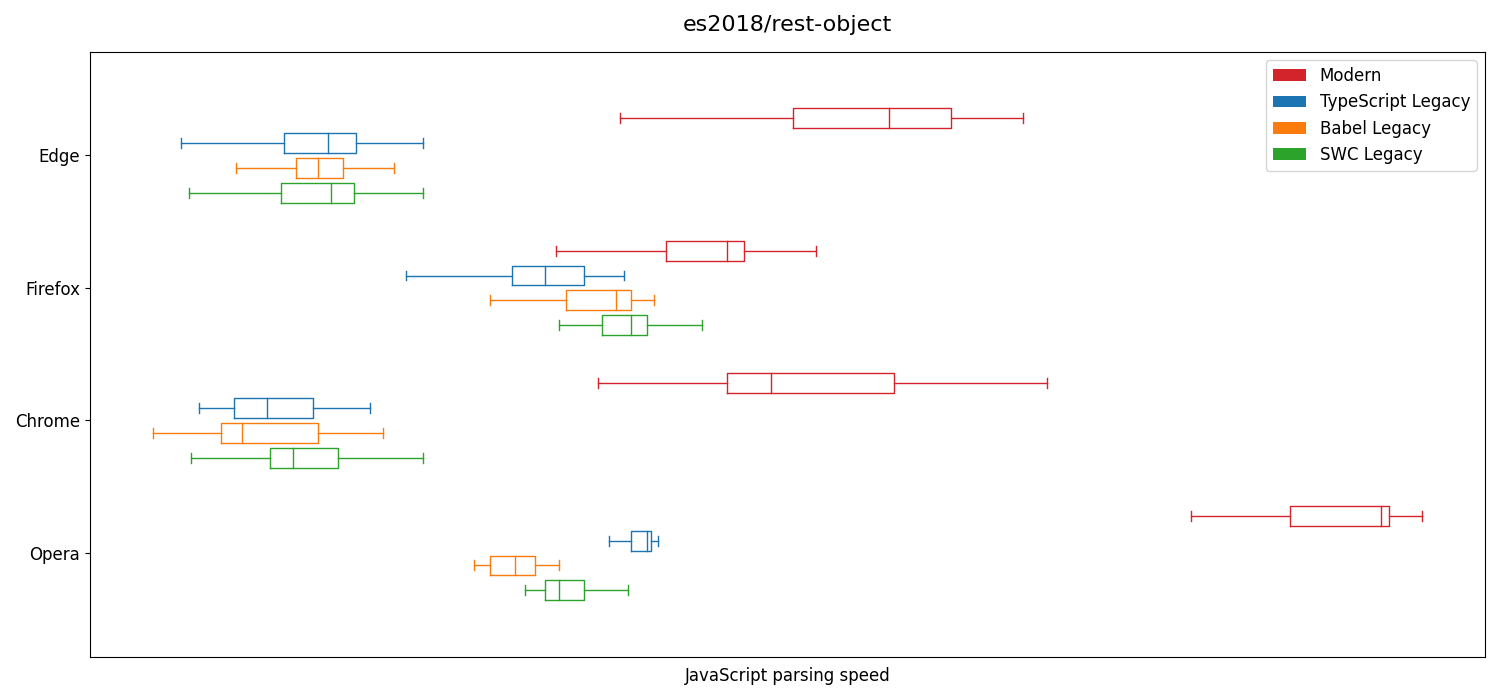 es2018/rest-object
Modern
TypeScript Legacy
Babel Legacy
SWC Legacy
Edge
Firefox
Chrome
Opera
JavaScript parsing speed